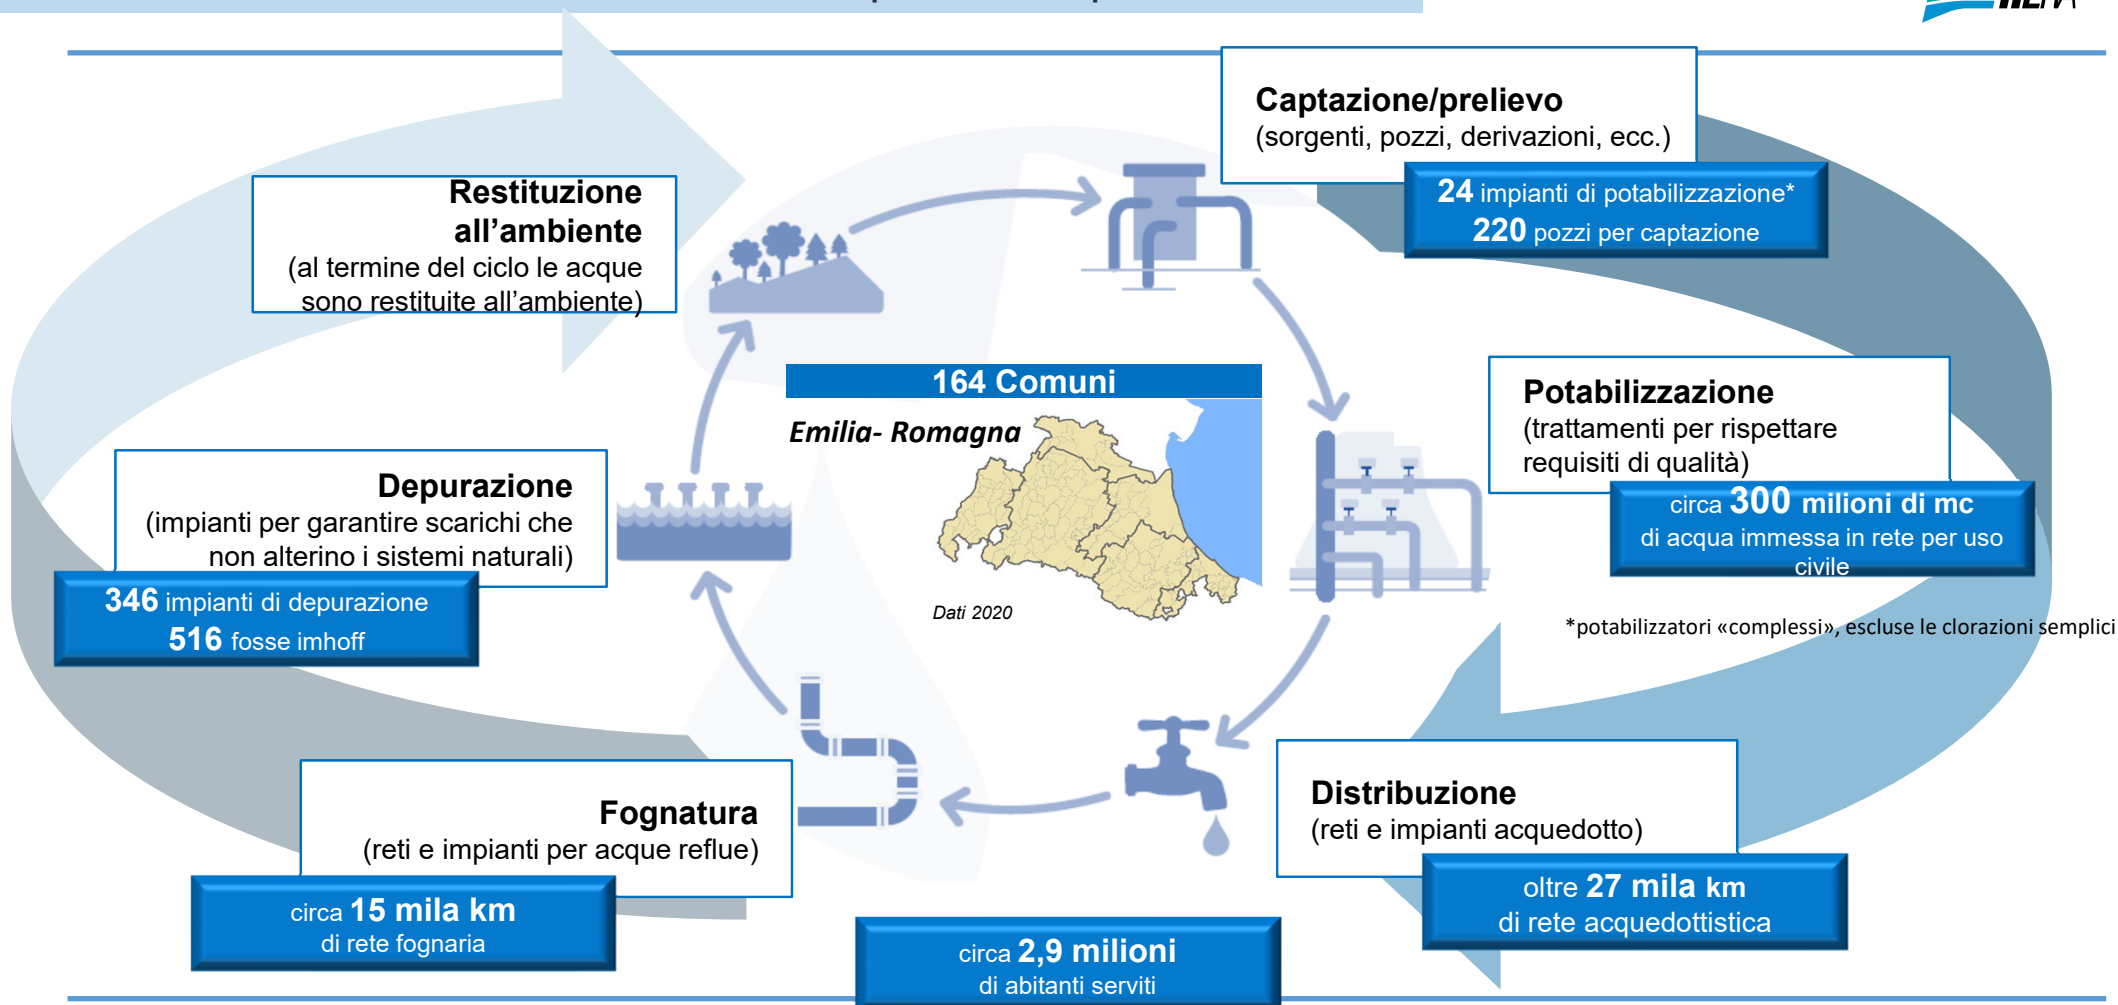 Captazione/prelievo
(sorgenti, pozzi, derivazioni, ecc.)
24 impianti di potabilizzazione*
220 pozzi per captazione
Restituzione
all’ambiente
(al termine del ciclo le acque
sono restituite all’ambiente)
164 Comuni
Emilia- Romagna
Dati 2020
Potabilizzazione
(trattamenti per rispettare
requisiti di qualità)
circa 300 milioni di mc
di acqua immessa in rete per uso
civile
*potabilizzatori «complessi», escluse le clorazioni semplici
Depurazione
(impianti per garantire scarichi che
non alterino i sistemi naturali)
346 impianti di depurazione
516 fosse imhoff
Distribuzione
(reti e impianti acquedotto)
oltre 27 mila km
di rete acquedottistica
Fognatura
(reti e impianti per acque reflue)
circa 15 mila km
di rete fognaria
circa 2,9 milioni
di abitanti serviti